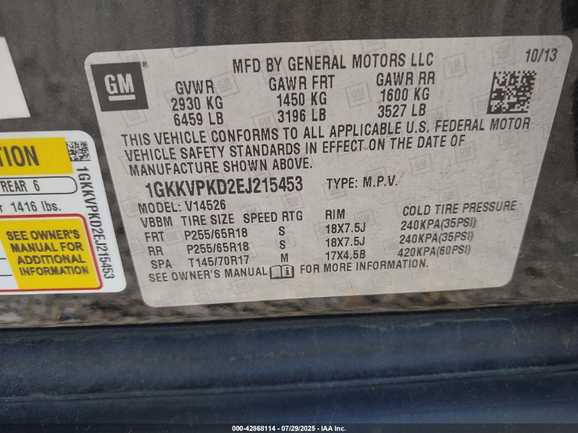 MFD BY GENERAL MOTORS LLC
10/13
GM
GVWR GAWR FRT GAWR RR
2930 KG 1450 KG 1600 KG
6459 LB 3196 LB 3527 LB
THIS VEHICLE CONFORMS TO ALL APPLICABLE U.S. FEDERAL MOTOR
VEHICLE SAFETY STANDARDS IN EFFECT ON THE DATE OF
MANUFACTURE SHOWN ABOVE.
1GKKVPKD2EJ215453 TYPE: M.P.V.
MODEL: V14526
VBBM TIRE SIZE SPEED RTG RIM COLD TIRE PRESSURE
FRT P255/65R18 S 18X7.5J 240KPA(35PSI)
RR P255/65R18 S 18X7.5J 240KPA(35PSI)
SPA T145/70R17 M 17X4.5B 420KPA(60PSI)
SEE OWNER'S MANUAL FOR MORE INFORMATION
REAR 6
1416 lbs.
SEE OWNER'S
MANUAL FOR
ADDITIONAL
INFORMATION
1GKKVPKD2EJ215453
000-42868114 / 07/29/2025 / IAAI.COM